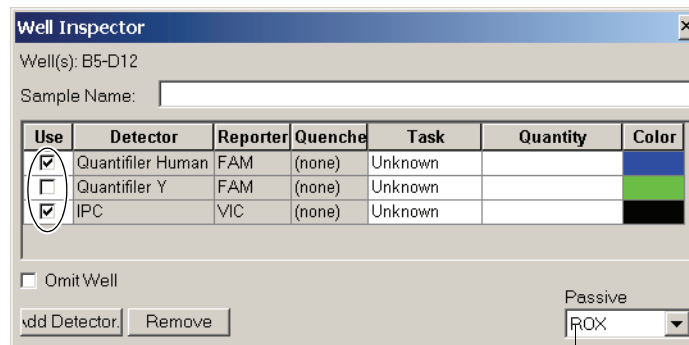 Well Inspector
Well(s): B5-D12
Sample Name:
Use Detector Reporter Quenche Task Quantity Color
Quantifiler Human FAM (none) Unknown
Quantifiler Y FAM (none) Unknown
IPC VIC (none) Unknown
Omit Well
Passive
dd Detector. Remove ROX